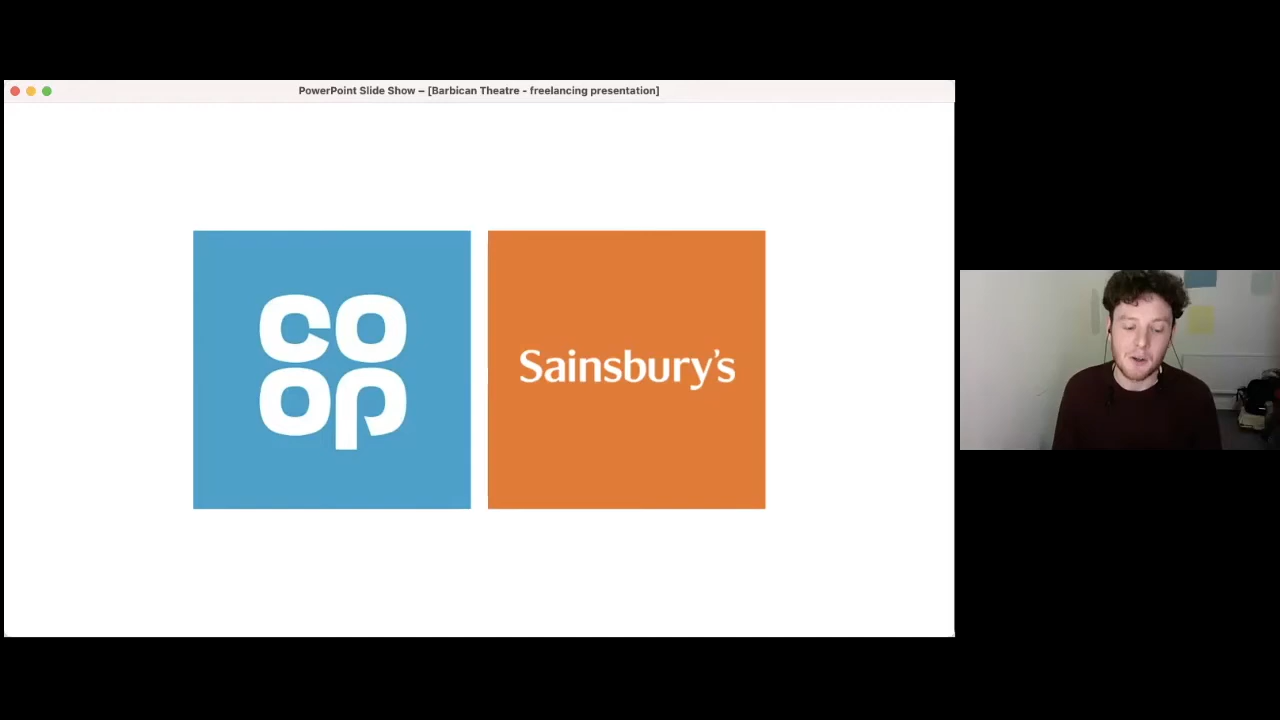 PowerPoint Slide Show – [Barbican Theatre - freelancing presentation]
co
op
Sainsbury's